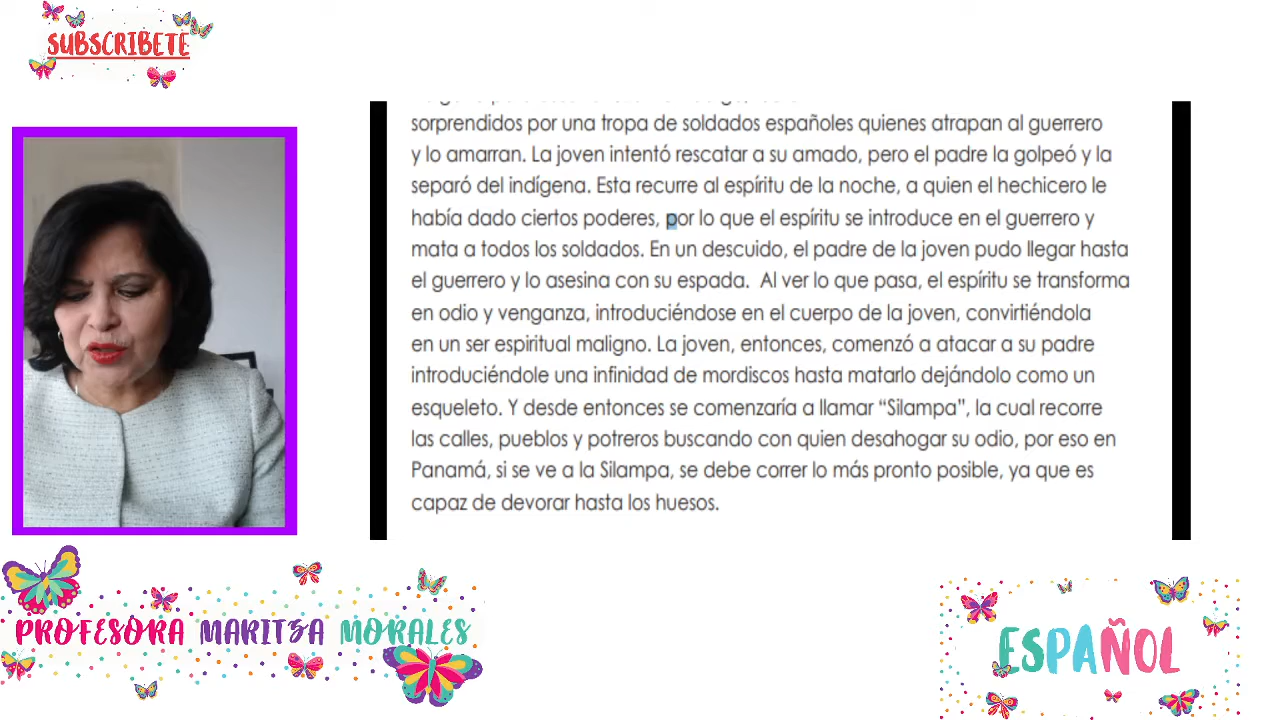 SUBSCRIBETE
sorprendidos por una tropa de soldados españoles quienes atrapan al guerrero
y lo amarran. La joven intentó rescatar a su amado, pero el padre la golpeó y la
separó del indígena. Esta recurre al espíritu de la noche, a quien el hechicero le
había dado ciertos poderes, por lo que el espíritu se introduce en el guerrero y
mata a todos los soldados. En un descuido, el padre de la joven pudo llegar hasta
el guerrero y lo asesina con su espada. Al ver lo que pasa, el espíritu se transforma
en odio y venganza, introduciéndose en el cuerpo de la joven, convirtiéndola
en un ser espiritual maligno. La joven, entonces, comenzó a atacar a su padre
introduciéndole una infinidad de mordiscos hasta matarlo dejándolo como un
esqueleto. Y desde entonces se comenzaría a llamar “Silampa”, la cual recorre
las calles, pueblos y potreros buscando con quien desahogar su odio, por eso en
Panamá, si se ve a la Silampa, se debe correr lo más pronto posible, ya que es
capaz de devorar hasta los huesos.
PROFESORA MARITZA MORALES
ESPAÑOL